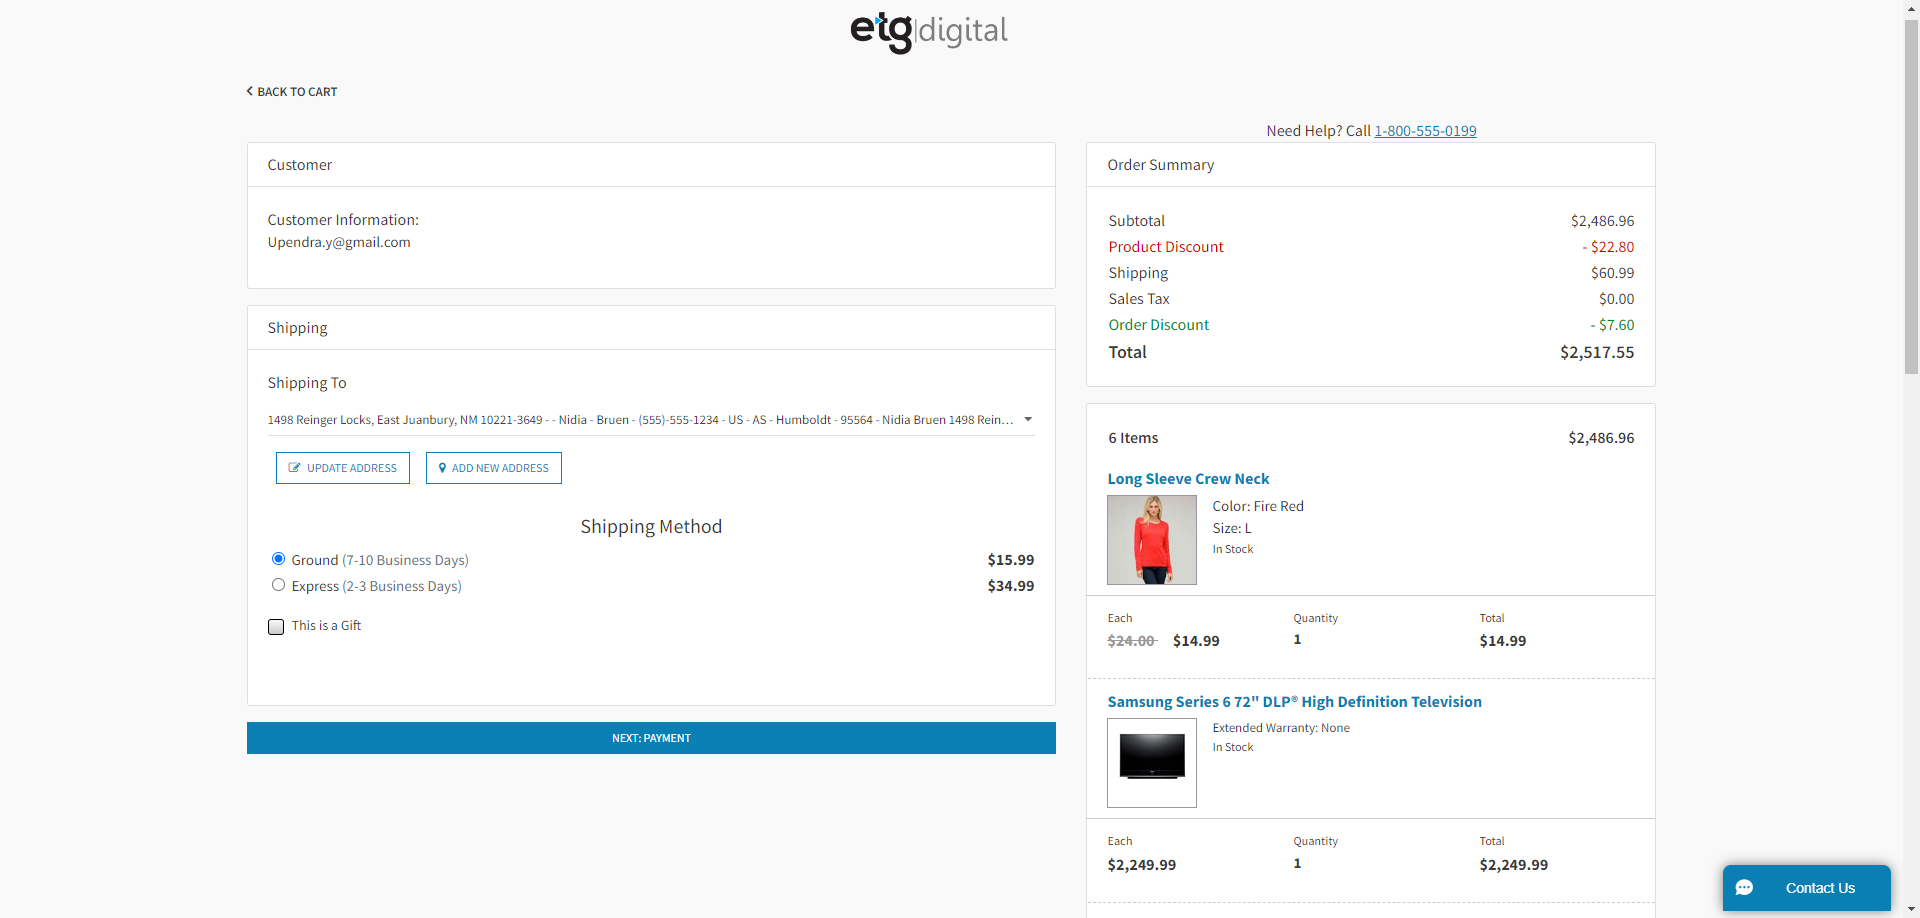 etg|digital
BACK TO CART
Need Help? Call 1-800-555-0199
Customer
Customer Information:
Upendra.y@gmail.com
Shipping
Shipping To
1498 Reinger Locks, East Juanbury, NM 10221-3649 - - Nidia - Bruen - (555)-555-1234 - US - AS - Humboldt - 95564 - Nidia Bruen 1498 Rein...
UPDATE ADDRESS
ADD NEW ADDRESS
Shipping Method
Ground (7-10 Business Days) $15.99
Express (2-3 Business Days) $34.99
This is a Gift
NEXT: PAYMENT
Order Summary
Subtotal $2,486.96
Product Discount - $22.80
Shipping $60.99
Sales Tax $0.00
Order Discount - $7.60
Total $2,517.55
6 Items $2,486.96
Long Sleeve Crew Neck
Color: Fire Red
Size: L
In Stock
Each Quantity Total
$24.00 $14.99 1 $14.99
Samsung Series 6 72" DLP® High Definition Television
Extended Warranty: None
In Stock
Each Quantity Total
$2,249.99 1 $2,249.99
Contact Us